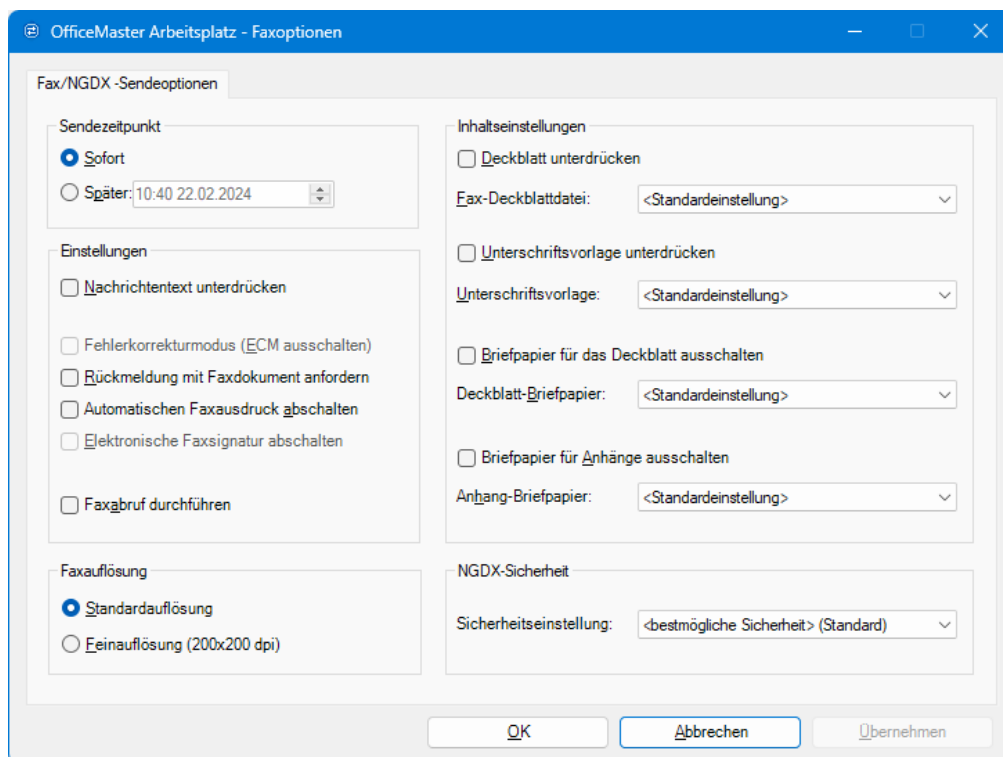 OfficeMaster Arbeitsplatz - Faxoptionen
Fax/NGDX -Sendeoptionen
Sendezeitpunkt
Sofort
Später: 10:40 22.02.2024
Einstellungen
Nachrichtentext unterdrücken
Fehlerkorrekturmodus (ECM ausschalten)
Rückmeldung mit Faxdokument anfordern
Automatischen Faxausdruck abschalten
Elektronische Faxsignatur abschalten
Faxabruf durchführen
Faxauflösung
Standardauflösung
Feinauflösung (200x200 dpi)
Inhaltseinstellungen
Deckblatt unterdrücken
Fax-Deckblattdatei: <Standardeinstellung>
Unterschriftsvorlage unterdrücken
Unterschriftsvorlage: <Standardeinstellung>
Briefpapier für das Deckblatt ausschalten
Deckblatt-Briefpapier: <Standardeinstellung>
Briefpapier für Anhänge ausschalten
Anhang-Briefpapier: <Standardeinstellung>
NGDX-Sicherheit
Sicherheitseinstellung: <bestmögliche Sicherheit> (Standard)
OK Abbrechen Übernehmen